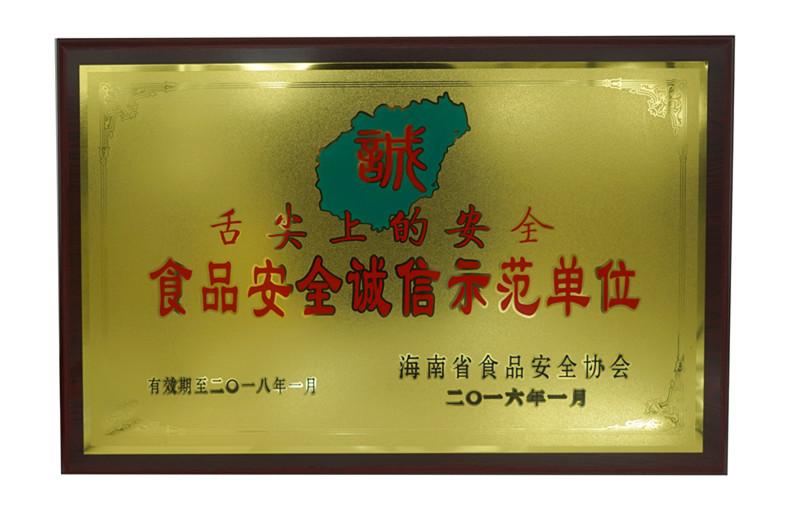 誠
舌尖上的安全
食品安全诚信示范单位
海南省食品安全协会
有效期至二〇一八年一月
二〇一六年一月